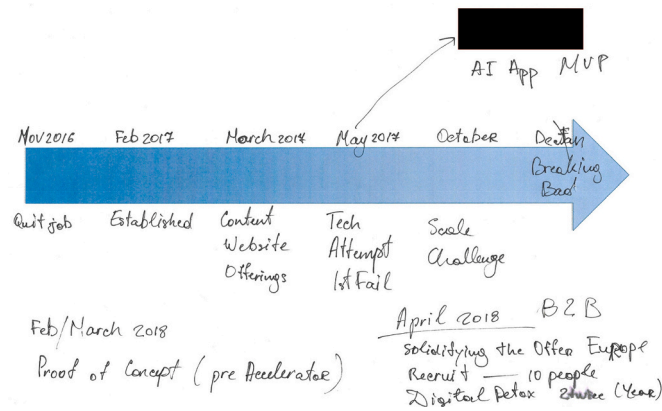 AI App MVP
Nov 2016 Feb 2017 March 2017 May 2017 October
Breaking
Bad
Quit job Established Content Tech Scale
Website Attempt Challenge
Offerings 1st Fail
Feb/March 2018
Proof of Concept (pre Accelerator)
April 2018 B2B
Solidifying the Offer Europe
Recruit — 10 people
Digital Detox (Year)